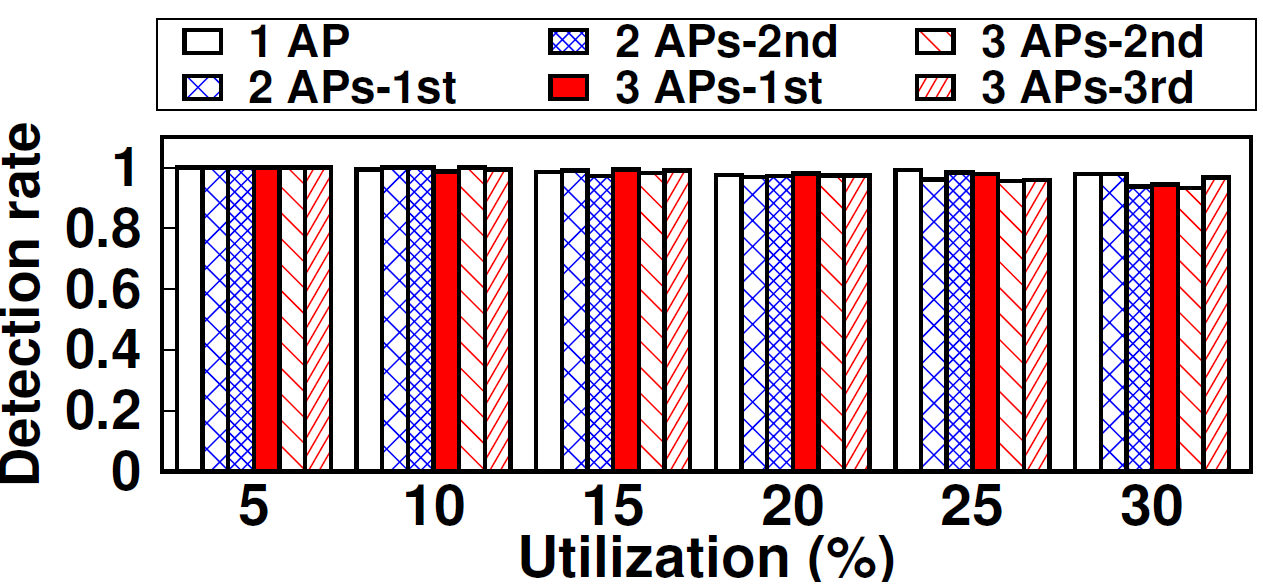 1 AP 2 APs-2nd 3 APs-2nd
2 APs-1st 3 APs-1st 3 APs-3rd
Detection rate
1
0.8
0.6
0.4
0.2
0
5 10 15 20 25 30
Utilization (%)